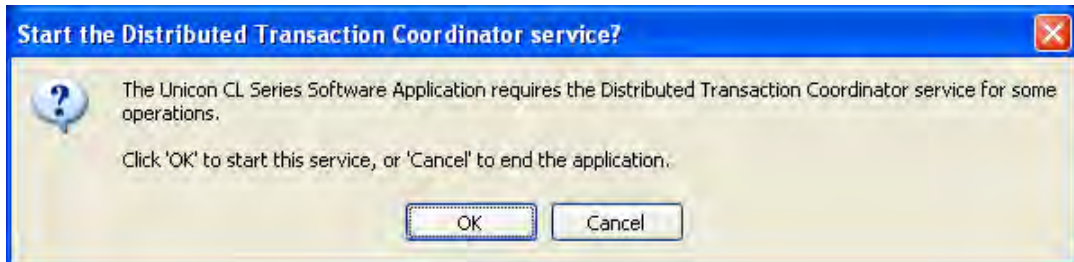 Start the Distributed Transaction Coordinator service?
The Unicon CL Series Software Application requires the Distributed Transaction Coordinator service for some
operations.
Click 'OK' to start this service, or 'Cancel' to end the application.
OK
Cancel